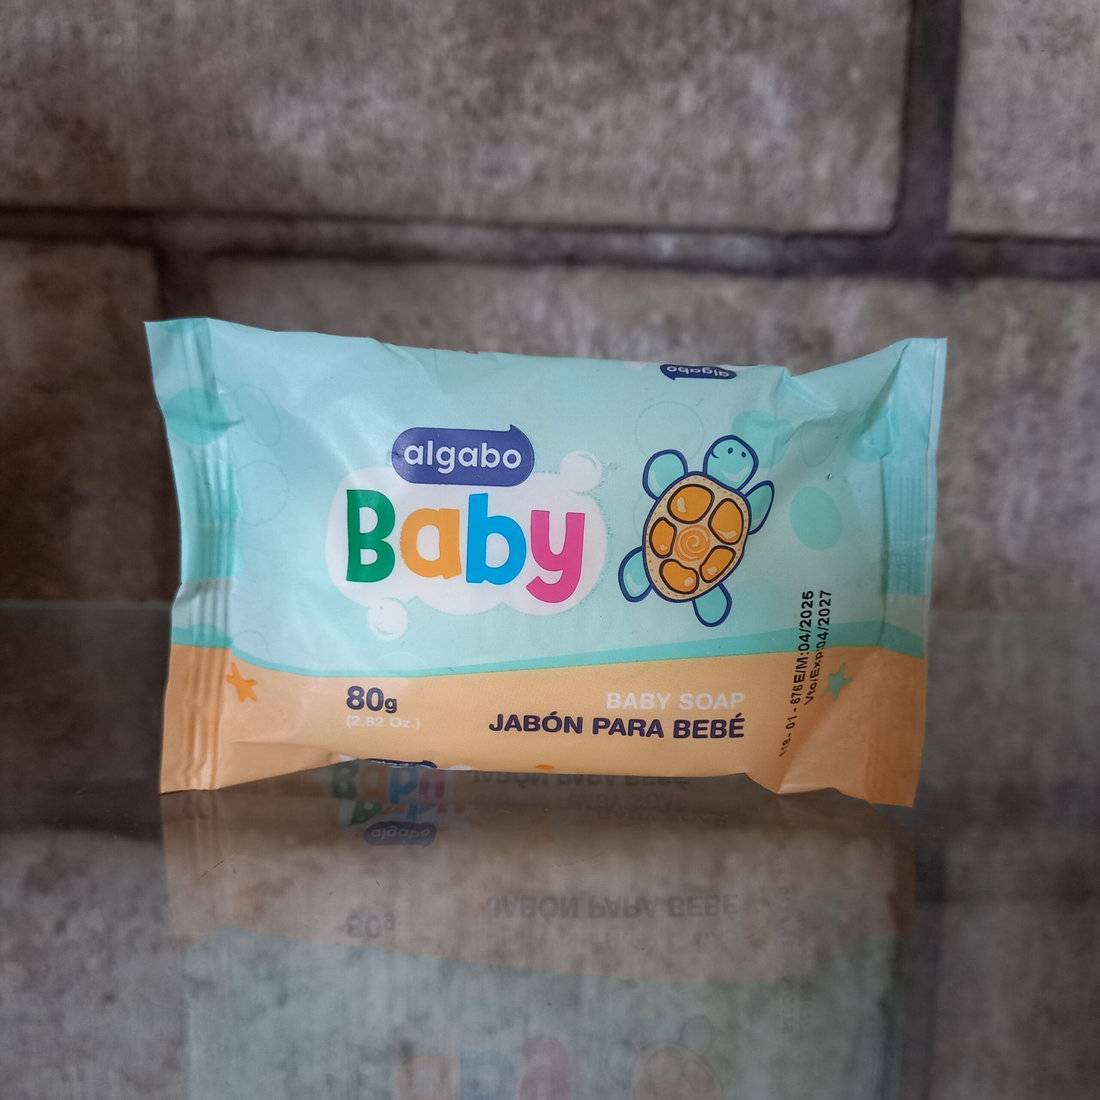 algabo
algabo
Baby
80g
(2.82 Oz.)
BABY SOAP
JABÓN PARA BEBÉ
E/M:04/2025
Vto/Exp:04/2027